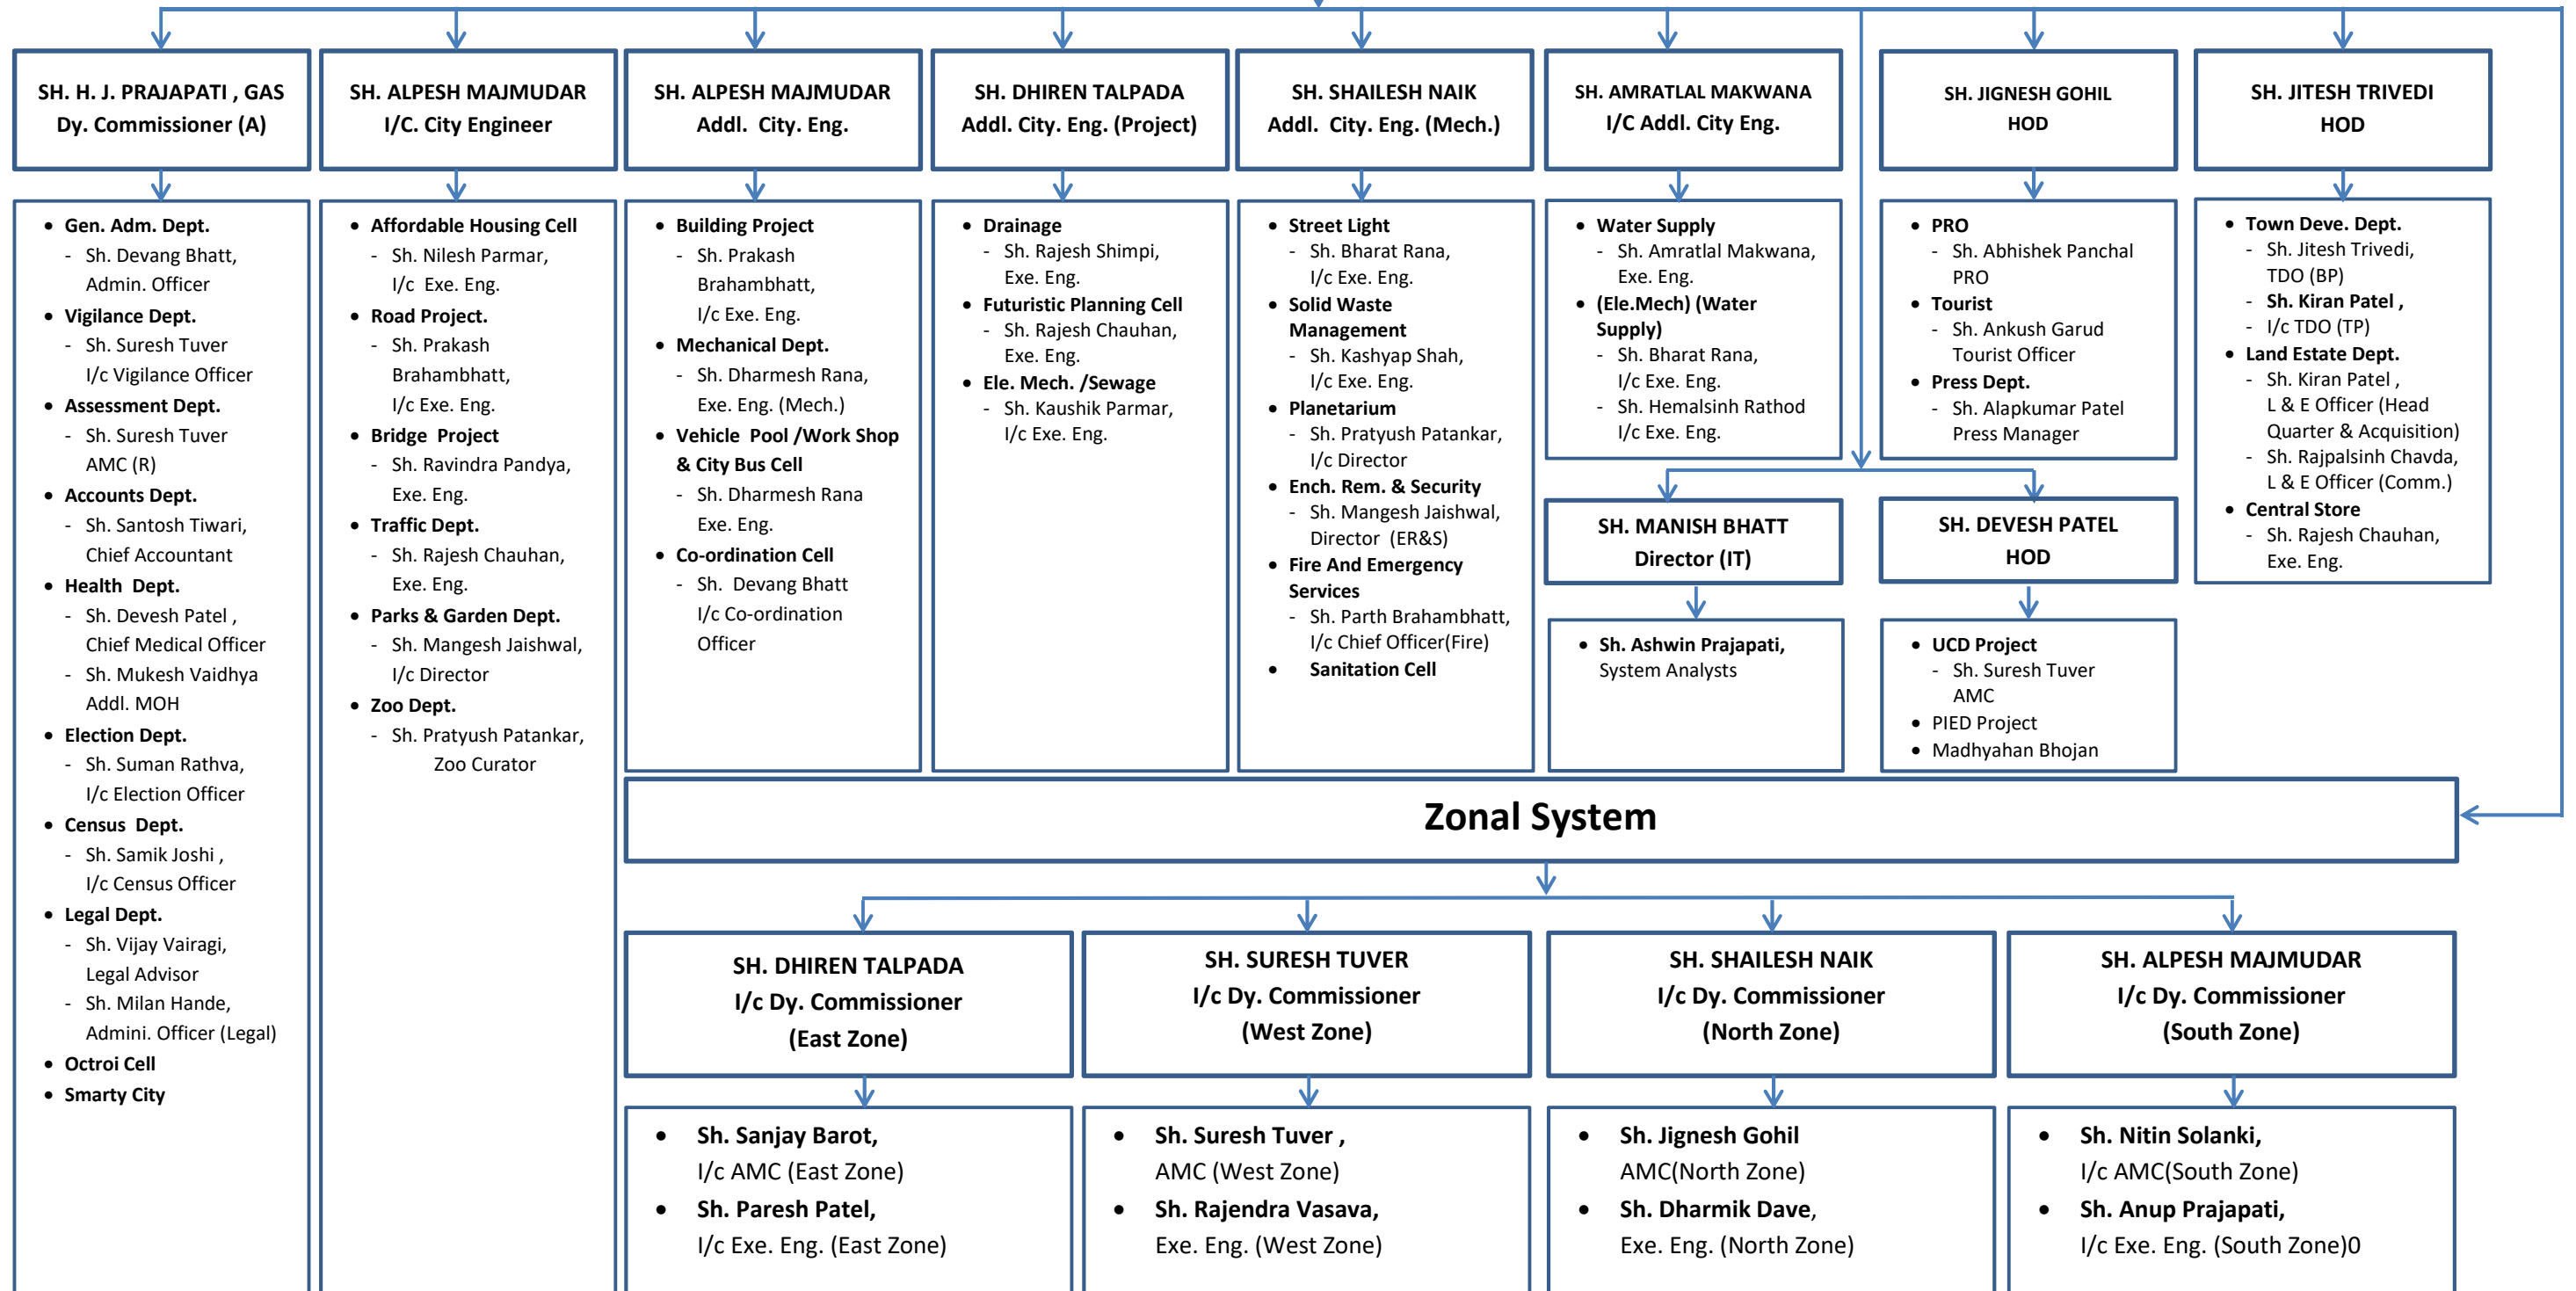 SH. H. J. PRAJAPATI , GAS
Dy. Commissioner (A)
SH. ALPESH MAJMUDAR
I/C. City Engineer
SH. ALPESH MAJMUDAR
Addl. City. Eng.
SH. DHIREN TALPADA
Addl. City. Eng. (Project)
SH. SHAILESH NAIK
Addl. City. Eng. (Mech.)
SH. AMRATLAL MAKWANA
I/C Addl. City Eng.
SH. JIGNESH GOHIL
HOD
SH. JITESH TRIVEDI
HOD
• Gen. Adm. Dept.
- Sh. Devang Bhatt,
Admin. Officer
• Vigilance Dept.
- Sh. Suresh Tuver
I/c Vigilance Officer
• Assessment Dept.
- Sh. Suresh Tuver
AMC (R)
• Accounts Dept.
- Sh. Santosh Tiwari,
Chief Accountant
• Health Dept.
- Sh. Devesh Patel ,
Chief Medical Officer
- Sh. Mukesh Vaidhya
Addl. MOH
• Election Dept.
- Sh. Suman Rathva,
I/c Election Officer
• Census Dept.
- Sh. Samik Joshi ,
I/c Census Officer
• Legal Dept.
- Sh. Vijay Vairagi,
Legal Advisor
- Sh. Milan Hande,
Admini. Officer (Legal)
• Octroi Cell
• Smarty City
• Affordable Housing Cell
- Sh. Nilesh Parmar,
I/c Exe. Eng.
• Road Project.
- Sh. Prakash
Brahambhatt,
I/c Exe. Eng.
• Bridge Project
- Sh. Ravindra Pandya,
Exe. Eng.
• Traffic Dept.
- Sh. Rajesh Chauhan,
Exe. Eng.
• Parks & Garden Dept.
- Sh. Mangesh Jaishwal,
I/c Director
• Zoo Dept.
- Sh. Pratyush Patankar,
Zoo Curator
• Building Project
- Sh. Prakash
Brahambhatt,
I/c Exe. Eng.
• Mechanical Dept.
- Sh. Dharmesh Rana,
Exe. Eng. (Mech.)
• Vehicle Pool /Work Shop
& City Bus Cell
- Sh. Dharmesh Rana
Exe. Eng.
• Co-ordination Cell
- Sh. Devang Bhatt
I/c Co-ordination
Officer
• Drainage
- Sh. Rajesh Shimpi,
Exe. Eng.
• Futuristic Planning Cell
- Sh. Rajesh Chauhan,
Exe. Eng.
• Ele. Mech. /Sewage
- Sh. Kaushik Parmar,
I/c Exe. Eng.
• Street Light
- Sh. Bharat Rana,
I/c Exe. Eng.
• Solid Waste
Management
- Sh. Kashyap Shah,
I/c Exe. Eng.
• Planetarium
- Sh. Pratyush Patankar,
I/c Director
• Ench. Rem. & Security
- Sh. Mangesh Jaishwal,
Director (ER&S)
• Fire And Emergency
Services
- Sh. Parth Brahambhatt,
I/c Chief Officer(Fire)
• Sanitation Cell
• Water Supply
- Sh. Amratlal Makwana,
Exe. Eng.
• (Ele.Mech) (Water
Supply)
- Sh. Bharat Rana,
I/c Exe. Eng.
- Sh. Hemalsinh Rathod
I/c Exe. Eng.
• PRO
- Sh. Abhishek Panchal
PRO
• Tourist
- Sh. Ankush Garud
Tourist Officer
• Press Dept.
- Sh. Alapkumar Patel
Press Manager
• Town Deve. Dept.
- Sh. Jitesh Trivedi,
TDO (BP)
- Sh. Kiran Patel ,
- I/c TDO (TP)
• Land Estate Dept.
- Sh. Kiran Patel ,
L & E Officer (Head
Quarter & Acquisition)
- Sh. Rajpalsinh Chavda,
L & E Officer (Comm.)
• Central Store
- Sh. Rajesh Chauhan,
Exe. Eng.
SH. MANISH BHATT
Director (IT)
SH. DEVESH PATEL
HOD
• Sh. Ashwin Prajapati,
System Analysts
• UCD Project
- Sh. Suresh Tuver
AMC
• PIED Project
• Madhyahan Bhojan
Zonal System
SH. DHIREN TALPADA
I/c Dy. Commissioner
(East Zone)
SH. SURESH TUVER
I/c Dy. Commissioner
(West Zone)
SH. SHAILESH NAIK
I/c Dy. Commissioner
(North Zone)
SH. ALPESH MAJMUDAR
I/c Dy. Commissioner
(South Zone)
• Sh. Sanjay Barot,
I/c AMC (East Zone)
• Sh. Paresh Patel,
I/c Exe. Eng. (East Zone)
• Sh. Suresh Tuver ,
AMC (West Zone)
• Sh. Rajendra Vasava,
Exe. Eng. (West Zone)
• Sh. Jignesh Gohil
AMC(North Zone)
• Sh. Dharmik Dave,
Exe. Eng. (North Zone)
• Sh. Nitin Solanki,
I/c AMC(South Zone)
• Sh. Anup Prajapati,
I/c Exe. Eng. (South Zone)0